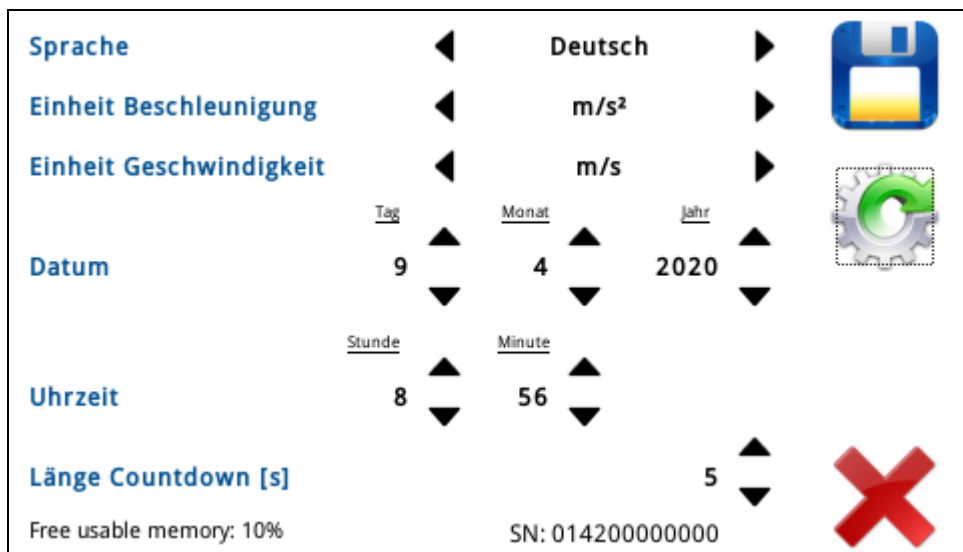 Sprache Deutsch
Einheit Beschleunigung m/s²
Einheit Geschwindigkeit m/s
Tag Monat Jahr
Datum 9 4 2020
Stunde Minute
Uhrzeit 8 56
Länge Countdown [s] 5
Free usable memory: 10% SN: 014200000000